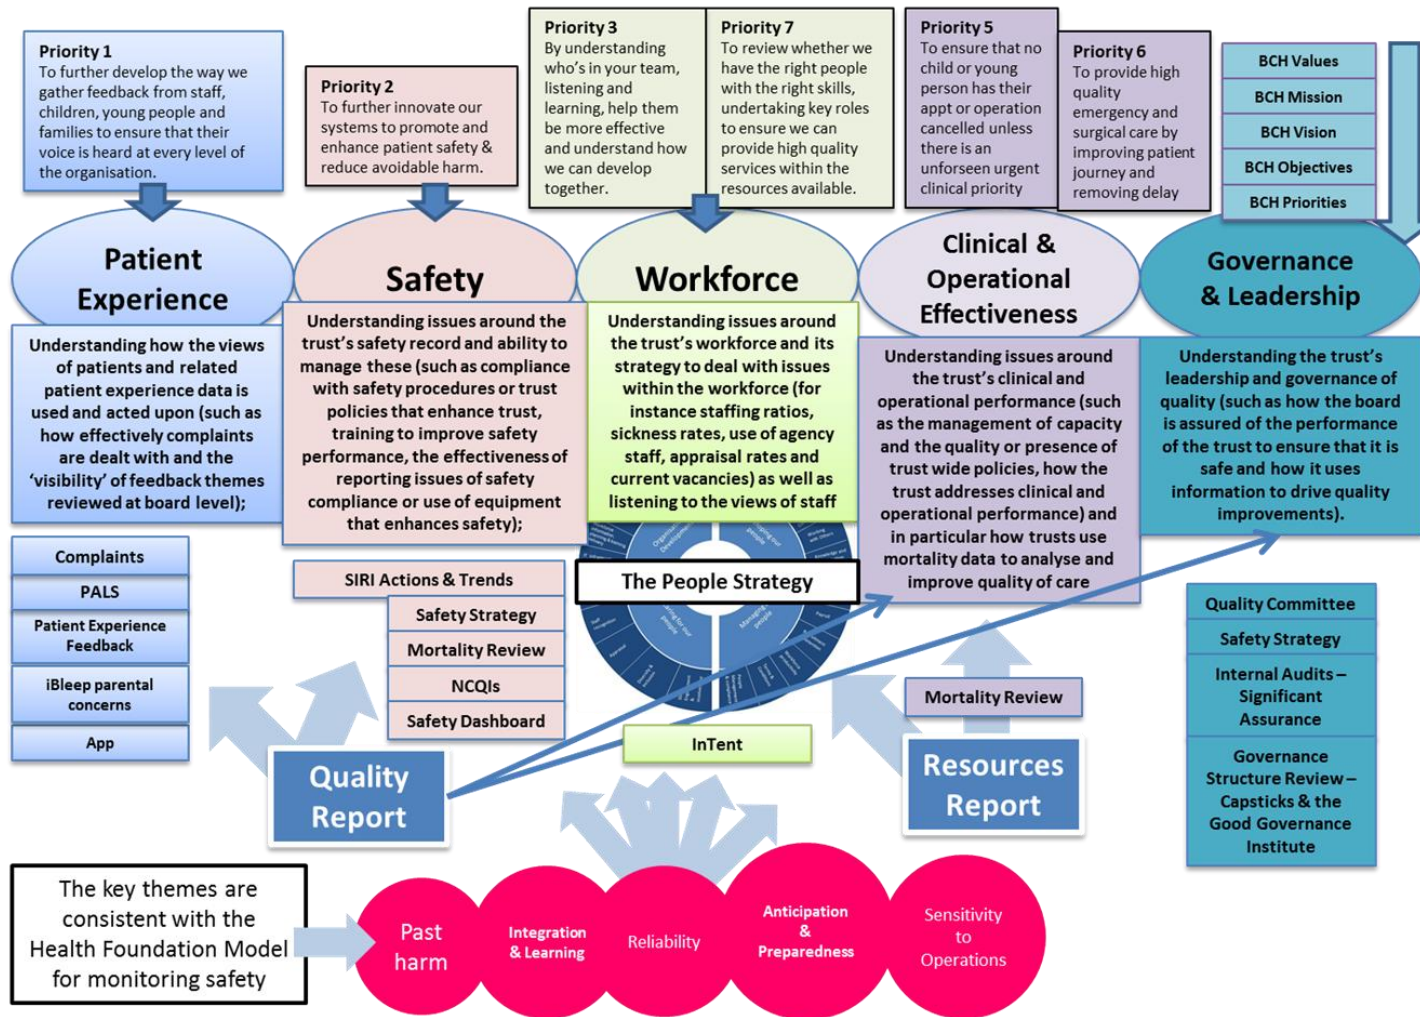 Priority 1
To further develop the way we
gather feedback from staff,
children, young people and
families to ensure that their
voice is heard at every level of
the organisation.
Priority 2
To further innovate our
systems to promote and
enhance patient safety &
reduce avoidable harm.
Priority 3
By understanding
who's in your team,
listening and
learning, help them
be more effective
and understand how
we can develop
together.
Priority 7
To review whether we
have the right people
with the right skills,
undertaking key roles
to ensure we can
provide high quality
services within the
resources available.
Priority 5
To ensure that no
child or young
person has their
appt or operation
cancelled unless
there is an
unforseen urgent
clinical priority
Priority 6
To provide high
quality
emergency and
surgical care by
improving patient
journey and
removing delay
BCH Values
BCH Mission
BCH Vision
BCH Objectives
BCH Priorities
Patient
Experience
Safety
Workforce
Clinical &
Operational
Effectiveness
Governance
& Leadership
Understanding how the views
of patients and related
patient experience data is
used and acted upon (such as
how effectively complaints
are dealt with and the
‘visibility’ of feedback themes
reviewed at board level);
Understanding issues around the
trust's safety record and ability to
manage these (such as compliance
with safety procedures or trust
policies that enhance trust,
training to improve safety
performance, the effectiveness of
reporting issues of safety
compliance or use of equipment
that enhances safety);
Understanding issues around
the trust's workforce and its
strategy to deal with issues
within the workforce (for
instance staffing ratios,
sickness rates, use of agency
staff, appraisal rates and
current vacancies) as well as
listening to the views of staff
Understanding issues around
the trust's clinical and
operational performance (such
as the management of capacity
and the quality or presence of
trust wide policies, how the
trust addresses clinical and
operational performance) and
in particular how trusts use
mortality data to analyse and
improve quality of care
Understanding the trust's
leadership and governance of
quality (such as how the board
is assured of the performance
of the trust to ensure that it is
safe and how it uses
information to drive quality
improvements).
Complaints
PALS
Patient Experience
Feedback
iBleep parental
concerns
App
SIRI Actions & Trends
Safety Strategy
Mortality Review
NCQIs
Safety Dashboard
The People Strategy
InTent
Mortality Review
Quality Committee
Safety Strategy
Internal Audits –
Significant
Assurance
Governance
Structure Review –
Capsticks & the
Good Governance
Institute
Quality
Report
Resources
Report
The key themes are
consistent with the
Health Foundation Model
for monitoring safety
Past
harm
Integration
& Learning
Reliability
Anticipation
&
Preparedness
Sensitivity
to
Operations